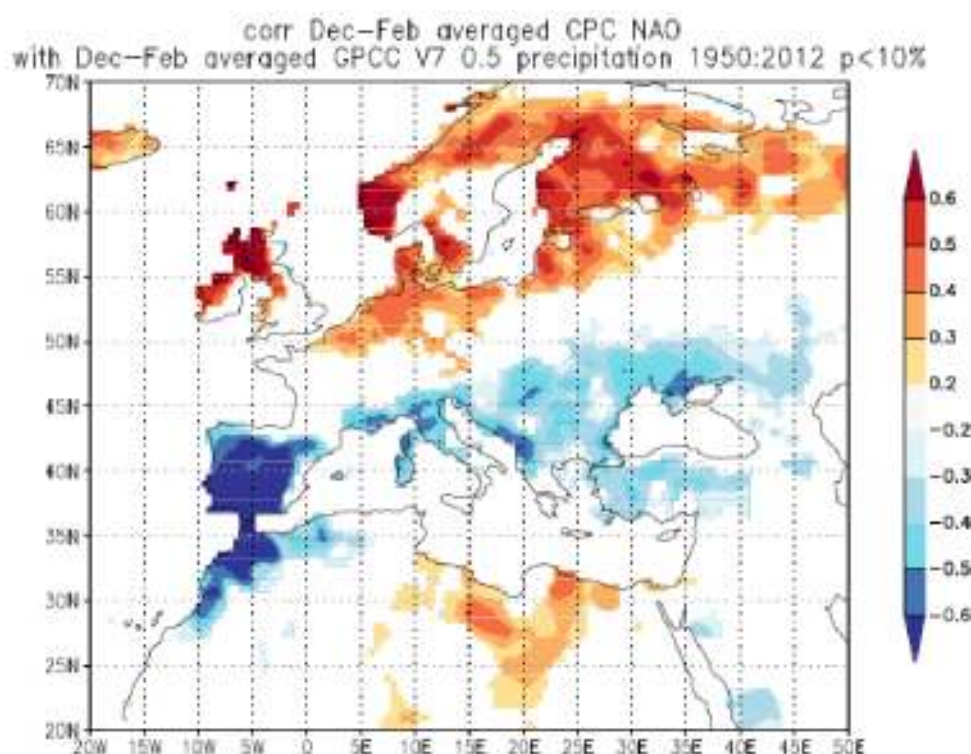 corr Dec-Feb averaged CPC NAO
with Dec-Feb averaged GPCC V7 0.5 precipitation 1950:2012 p<10%
70N
65N
60N
55N
50N
45N
40N
35N
30N
25N
20N
20W 15W 10W 5W 0 5E 10E 15E 20E 25E 30E 35E 40E 45E 50E
0.6
0.5
0.4
0.3
0.2
-0.2
-0.3
-0.4
-0.5
-0.6